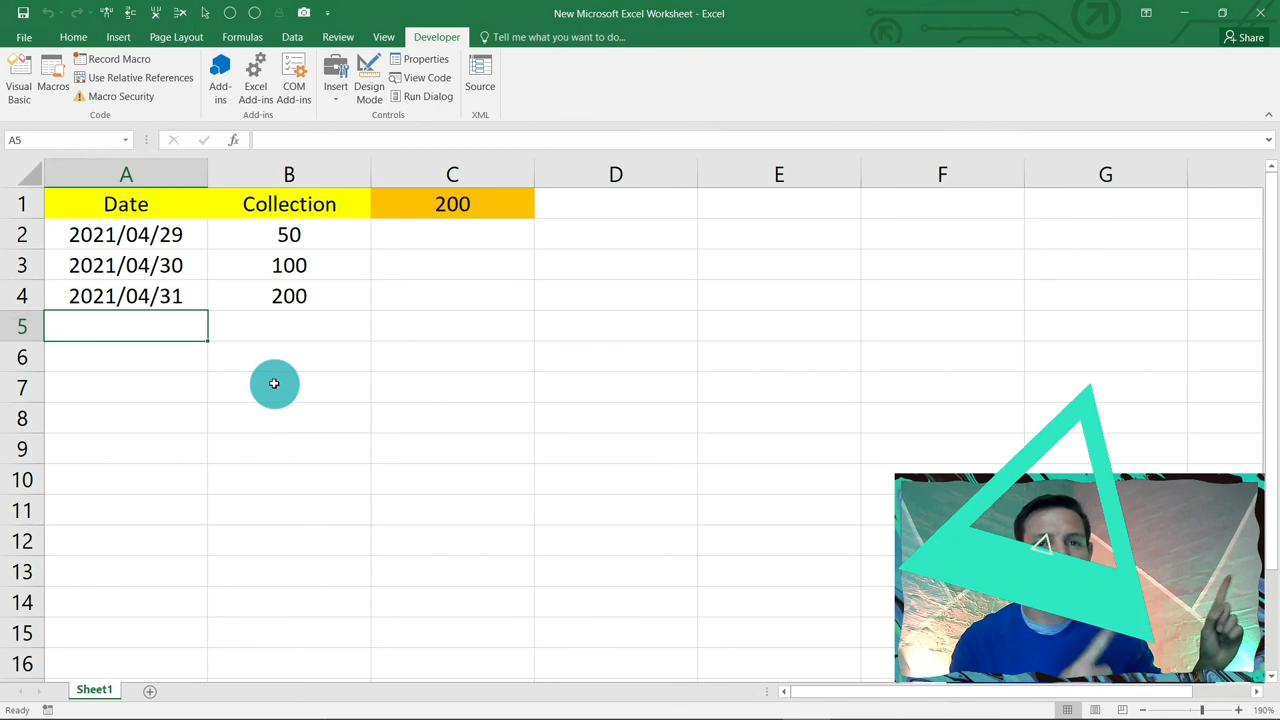 New Microsoft Excel Worksheet - Excel
File Home Insert Page Layout Formulas Data Review View Developer Tell me what you want to do... Share
Visual Basic
Macros
Record Macro
Use Relative References
Macro Security
Code
Add-ins
Excel Add-ins
COM Add-ins
Add-ins
Insert
Design Mode
Properties
View Code
Run Dialog
Controls
Source
XML
A5 fx
A B C D E F G
1 Date Collection 200
2 2021/04/29 50
3 2021/04/30 100
4 2021/04/31 200
5
6
7
8
9
10
11
12
13
14
15
16
Sheet1
Ready 190%